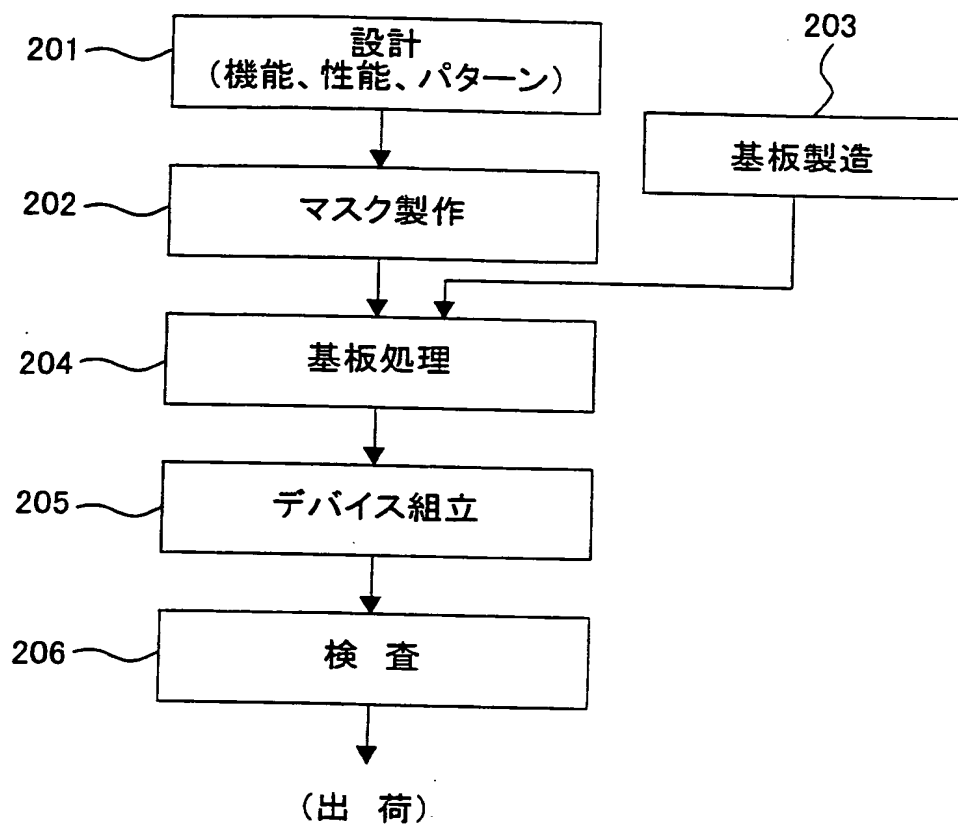 201
設計
（機能、性能、パターン）
203
基板製造
202
マスク製作
204
基板処理
205
デバイス組立
206
検 査
（出 荷）